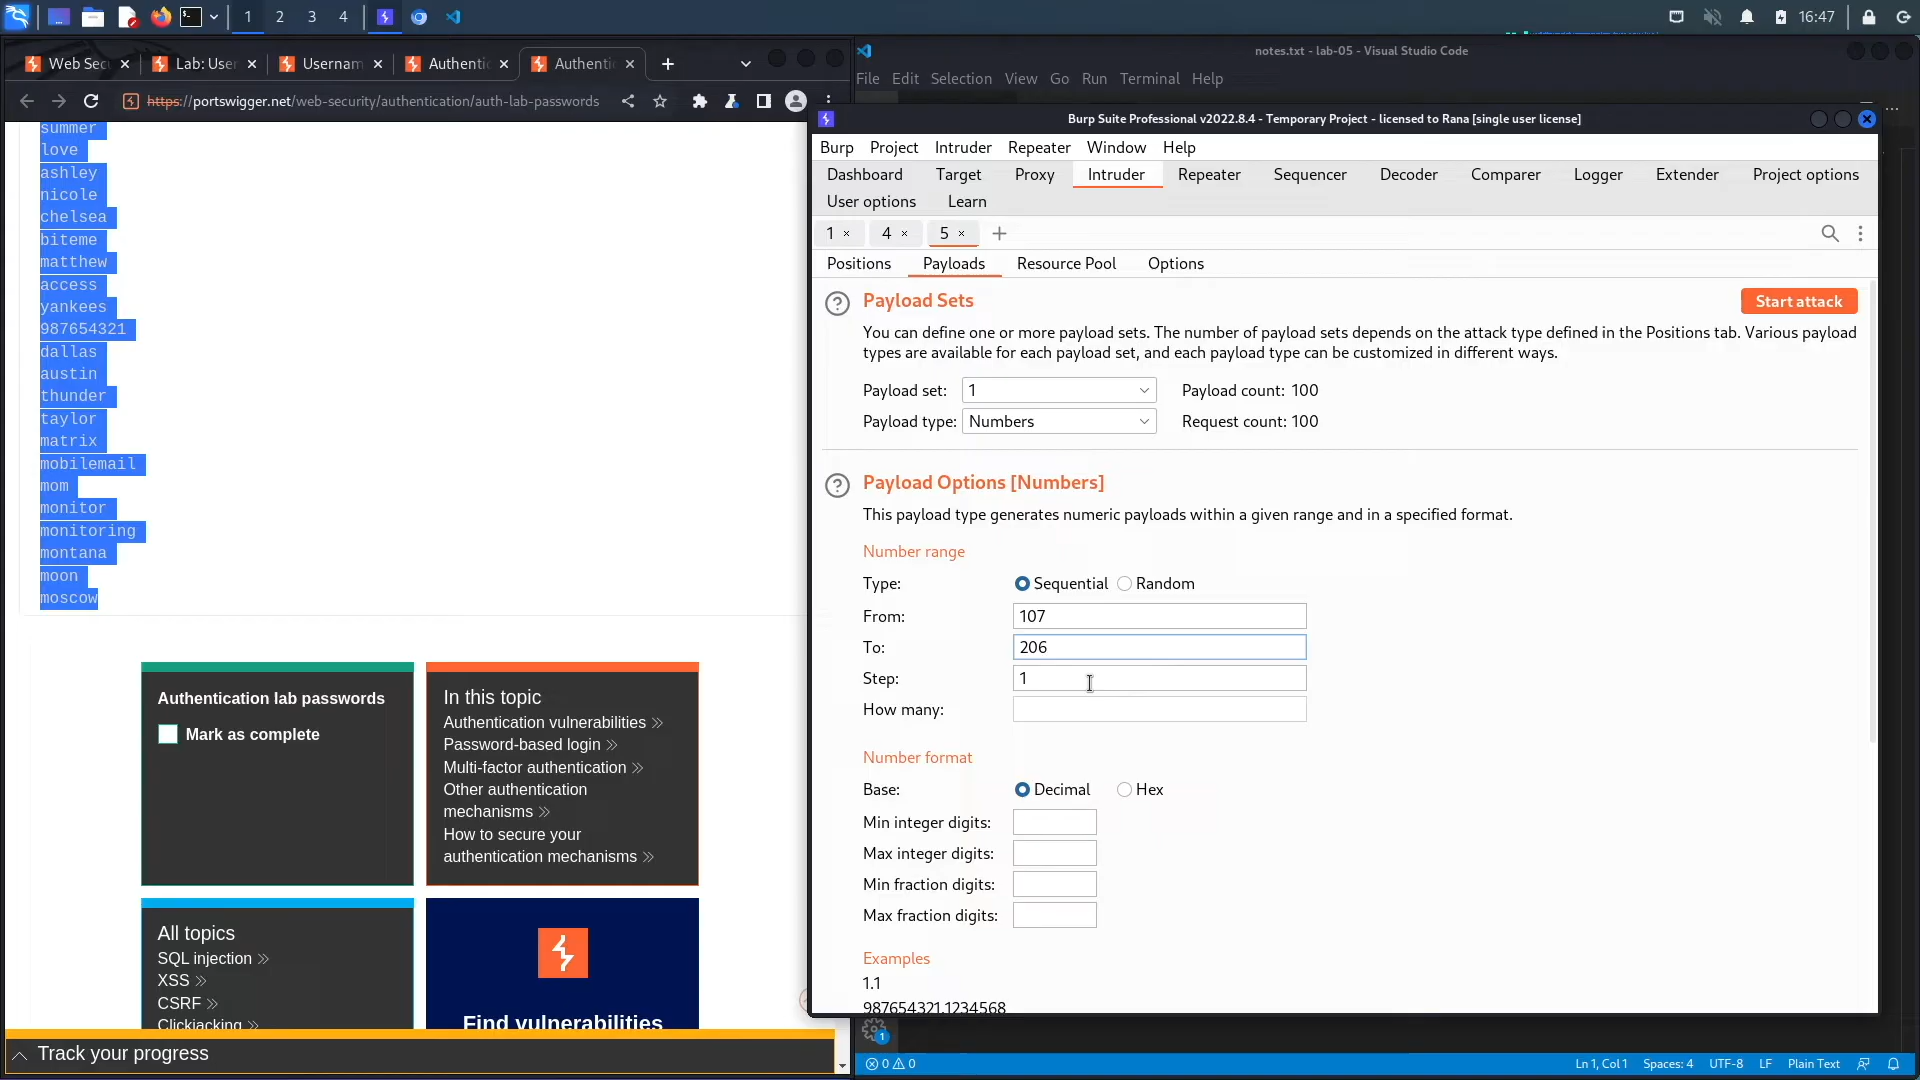 1 2 3 4
16:47
Web Sec
Lab: User
Usernam
Authentic
Authentic
https://portswigger.net/web-security/authentication/auth-lab-passwords
summer
love
ashley
nicole
chelsea
biteme
matthew
access
yankees
987654321
dallas
austin
thunder
taylor
matrix
mobilemail
mom
monitor
monitoring
montana
moon
moscow
Authentication lab passwords
Mark as complete
In this topic
Authentication vulnerabilities
Password-based login
Multi-factor authentication
Other authentication
mechanisms
How to secure your
authentication mechanisms
All topics
SQL injection
XSS
CSRF
Clickjacking
Find vulnerabilities
Track your progress
notes.txt - lab-05 - Visual Studio Code
File Edit Selection View Go Run Terminal Help
Burp Suite Professional v2022.8.4 - Temporary Project - licensed to Rana [single user license]
Burp Project Intruder Repeater Window Help
Dashboard Target Proxy Intruder Repeater Sequencer Decoder Comparer Logger Extender Project options
User options Learn
1 × 4 × 5 ×
Positions Payloads Resource Pool Options
Payload Sets
Start attack
You can define one or more payload sets. The number of payload sets depends on the attack type defined in the Positions tab. Various payload
types are available for each payload set, and each payload type can be customized in different ways.
Payload set: 1 Payload count: 100
Payload type: Numbers Request count: 100
Payload Options [Numbers]
This payload type generates numeric payloads within a given range and in a specified format.
Number range
Type: Sequential Random
From: 107
To: 206
Step: 1
How many:
Number format
Base: Decimal Hex
Min integer digits:
Max integer digits:
Min fraction digits:
Max fraction digits:
Examples
1.1
987654321.1234568
1
0 0
Ln 1, Col 1 Spaces: 4 UTF-8 LF Plain Text